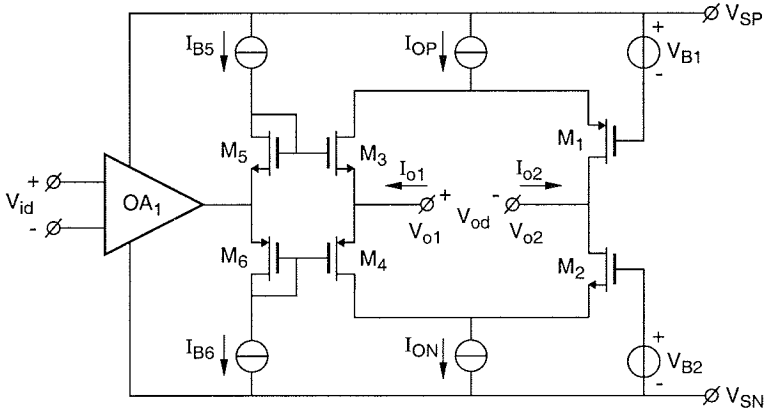 V_SP
I_B5
I_OP
+
V_B1
-
M_5
M_3
M_1
I_o1
I_o2
+
V_id
-
OA_1
+
V_od
-
V_o1
V_o2
M_6
M_4
M_2
I_B6
I_ON
+
V_B2
-
V_SN